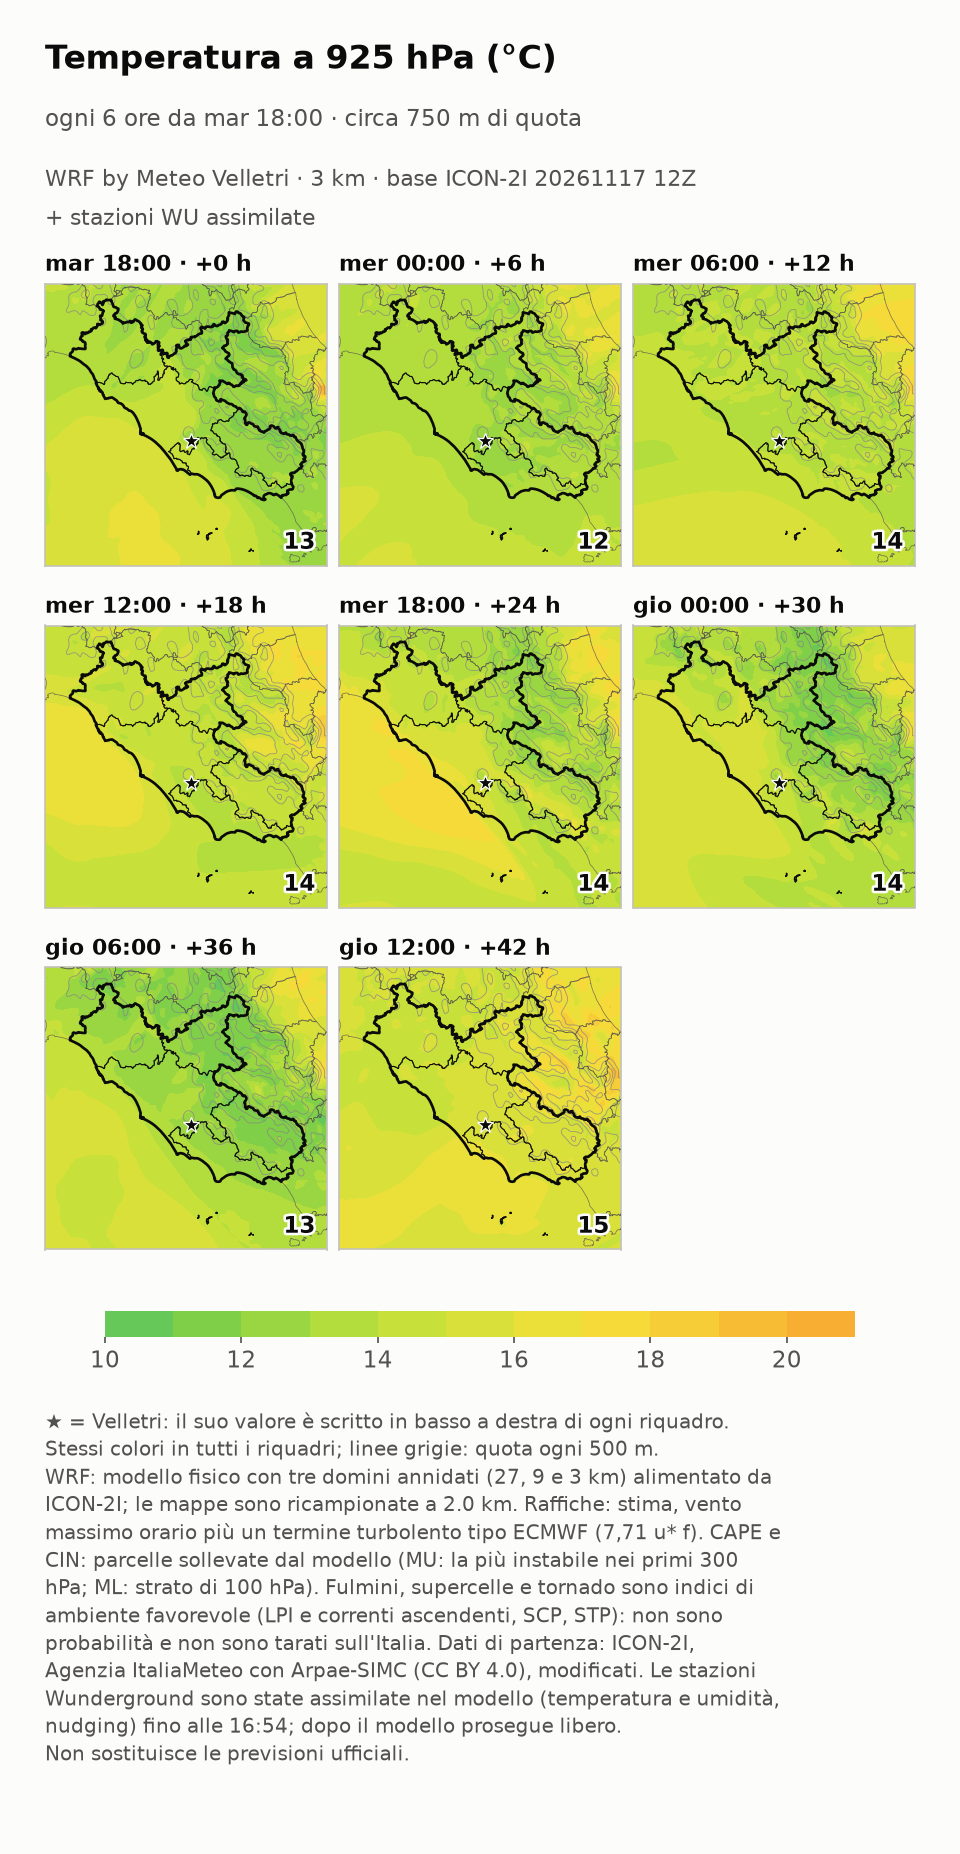 Temperatura a 925 hPa (°C)
ogni 6 ore da mar 18:00 · circa 750 m di quota
WRF by Meteo Velletri · 3 km · base ICON-2I 20261117 12Z
+ stazioni WU assimilate
mar 18:00 · +0 h
mer 00:00 · +6 h
mer 06:00 · +12 h
13
12
14
mer 12:00 · +18 h
mer 18:00 · +24 h
gio 00:00 · +30 h
14
14
14
gio 06:00 · +36 h
gio 12:00 · +42 h
13
15
10 12 14 16 18 20
★ = Velletri: il suo valore è scritto in basso a destra di ogni riquadro.
Stessi colori in tutti i riquadri; linee grigie: quota ogni 500 m.
WRF: modello fisico con tre domini annidati (27, 9 e 3 km) alimentato da
ICON-2I; le mappe sono ricampionate a 2.0 km. Raffiche: stima, vento
massimo orario più un termine turbolento tipo ECMWF (7,71 u* f). CAPE e
CIN: parcelle sollevate dal modello (MU: la più instabile nei primi 300
hPa; ML: strato di 100 hPa). Fulmini, supercelle e tornado sono indici di
ambiente favorevole (LPI e correnti ascendenti, SCP, STP): non sono
probabilità e non sono tarati sull'Italia. Dati di partenza: ICON-2I,
Agenzia ItaliaMeteo con Arpae-SIMC (CC BY 4.0), modificati. Le stazioni
Wunderground sono state assimilate nel modello (temperatura e umidità,
nudging) fino alle 16:54; dopo il modello prosegue libero.
Non sostituisce le previsioni ufficiali.